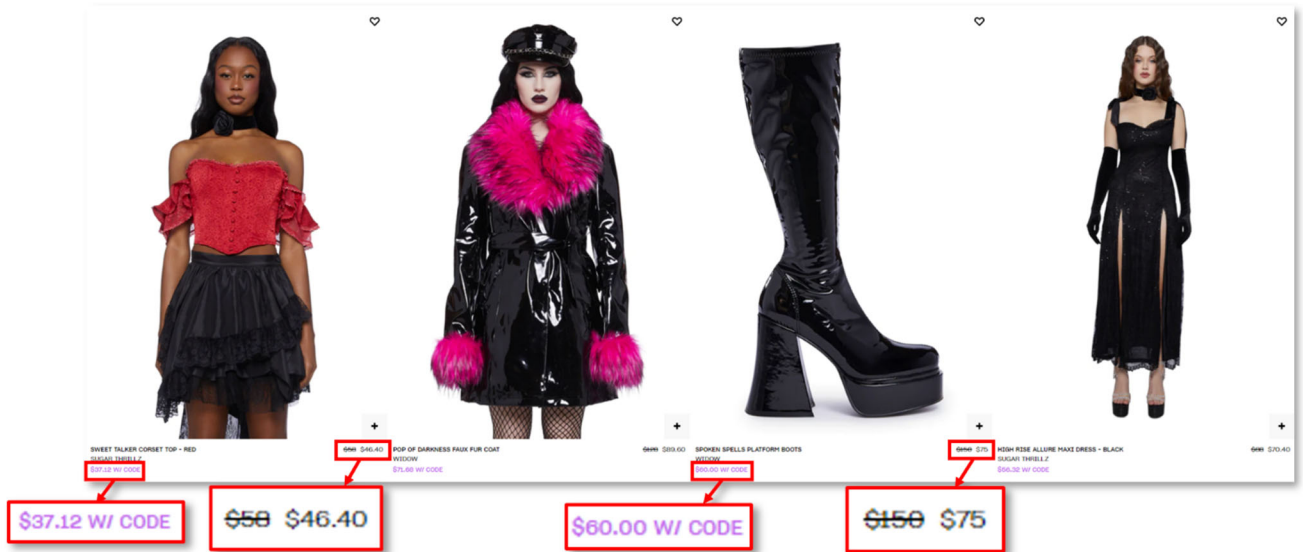 SWEET TALKER CORSET TOP - RED
$58 $46.40
SUGAR THRILLZ
$37.12 W/ CODE
POP OF DARKNESS FAUX FUR COAT
$89.60
WIDOW
$71.68 W/ CODE
SPOKEN SPELLS PLATFORM BOOTS
$150 $75
WIDOW
$60.00 W/ CODE
HIGH RISE ALLURE MAXI DRESS - BLACK
$88 $70.40
SUGAR THRILLZ
$56.32 W/ CODE
$37.12 W/ CODE
$58 $46.40
$60.00 W/ CODE
$150 $75